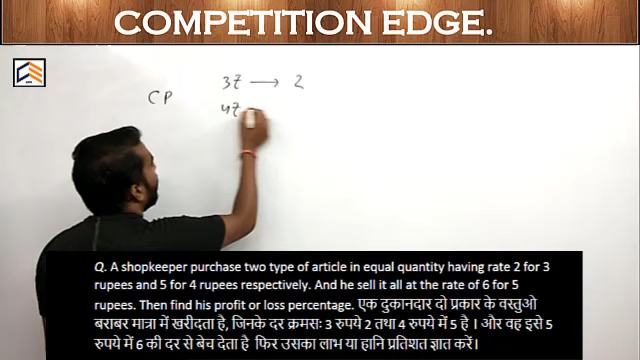 COMPETITION EDGE.
3₹ → 2
CP
4₹
Q. A shopkeeper purchase two type of article in equal quantity having rate 2 for 3
rupees and 5 for 4 rupees respectively. And he sell it all at the rate of 6 for 5
rupees. Then find his profit or loss percentage. एक दुकानदार दो प्रकार के वस्तुओ
बराबर मात्रा में खरीदता है, जिनके दर क्रमसः 3 रुपये 2 तथा 4 रुपये में 5 है । और वह इसे 5
रुपये में 6 की दर से बेच देता है  फिर उसका लाभ या हानि प्रतिशत ज्ञात करें।